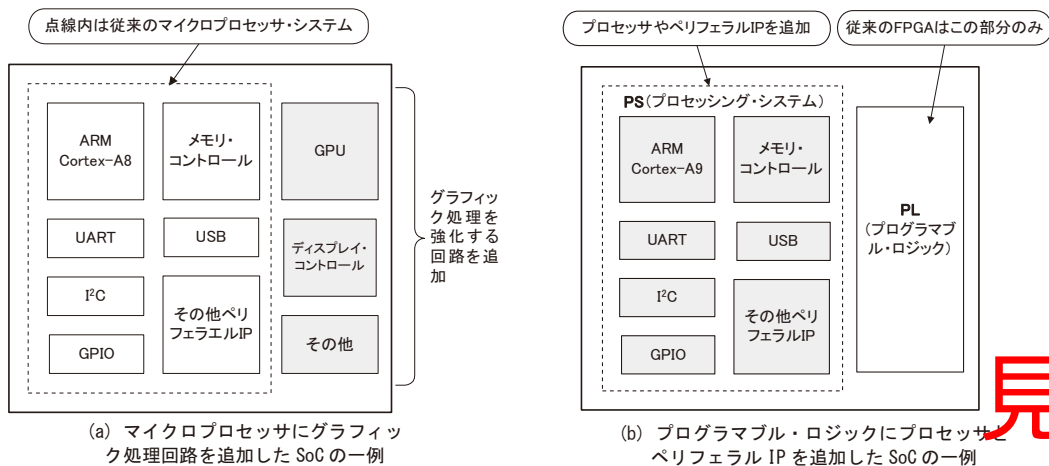 点線内は従来のマイクロプロセッサ・システム
ARM
Cortex-A8
メモリ・
コントロール
GPU
UART
USB
ディスプレイ・
コントロール
I²C
その他ペリ
フェラエルIP
GPIO
その他
グラフィッ
ク処理を
強化する
回路を追
加
(a) マイクロプロセッサにグラフィッ
ク処理回路を追加した SoC の一例
プロセッサやペリフェラルIPを追加
従来のFPGAはこの部分のみ
PS(プロセッシング・システム)
ARM
Cortex-A9
メモリ・
コントロール
UART
USB
I²C
その他ペリ
フェラルIP
GPIO
PL
(プログラマブ
ル・ロジック)
(b) プログラマブル・ロジックにプロセッサと
ペリフェラル IP を追加した SoC の一例
見